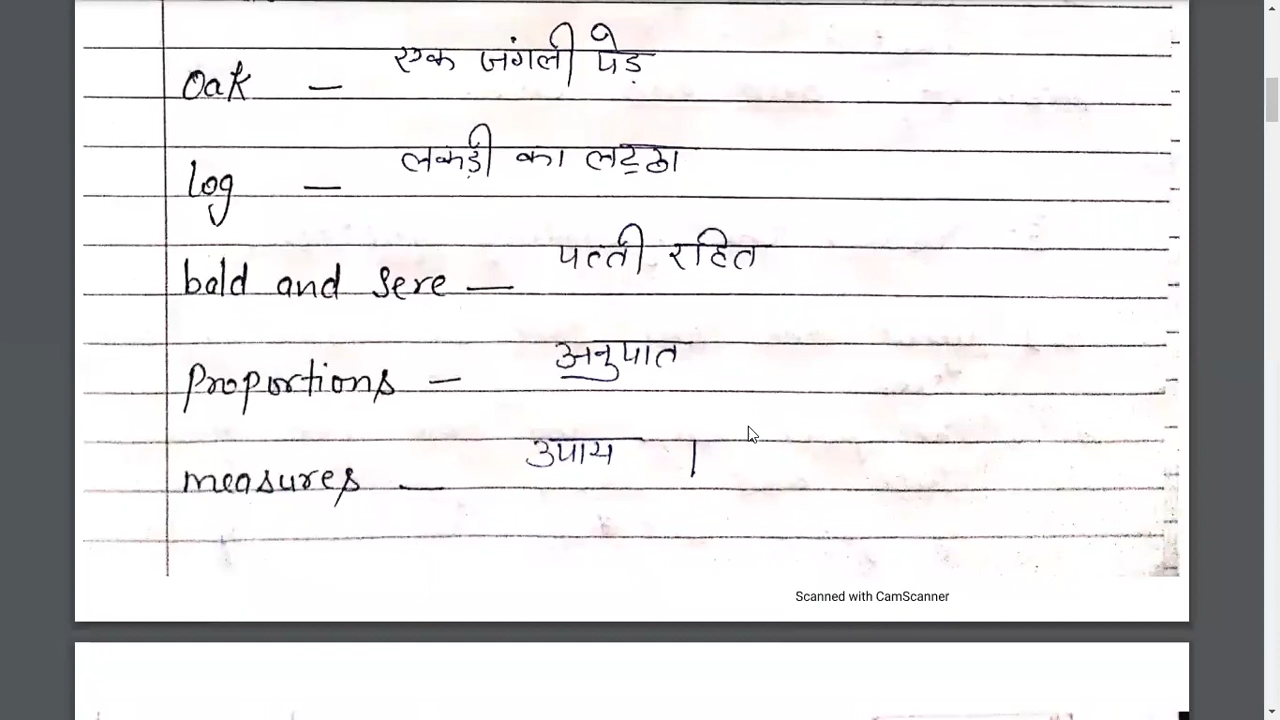 Oak — एक जंगली पेड़
log — लकड़ी का लट्ठा
bald and sere — पत्ती रहित
proportions — अनुपात
measures — उपाय |
Scanned with CamScanner